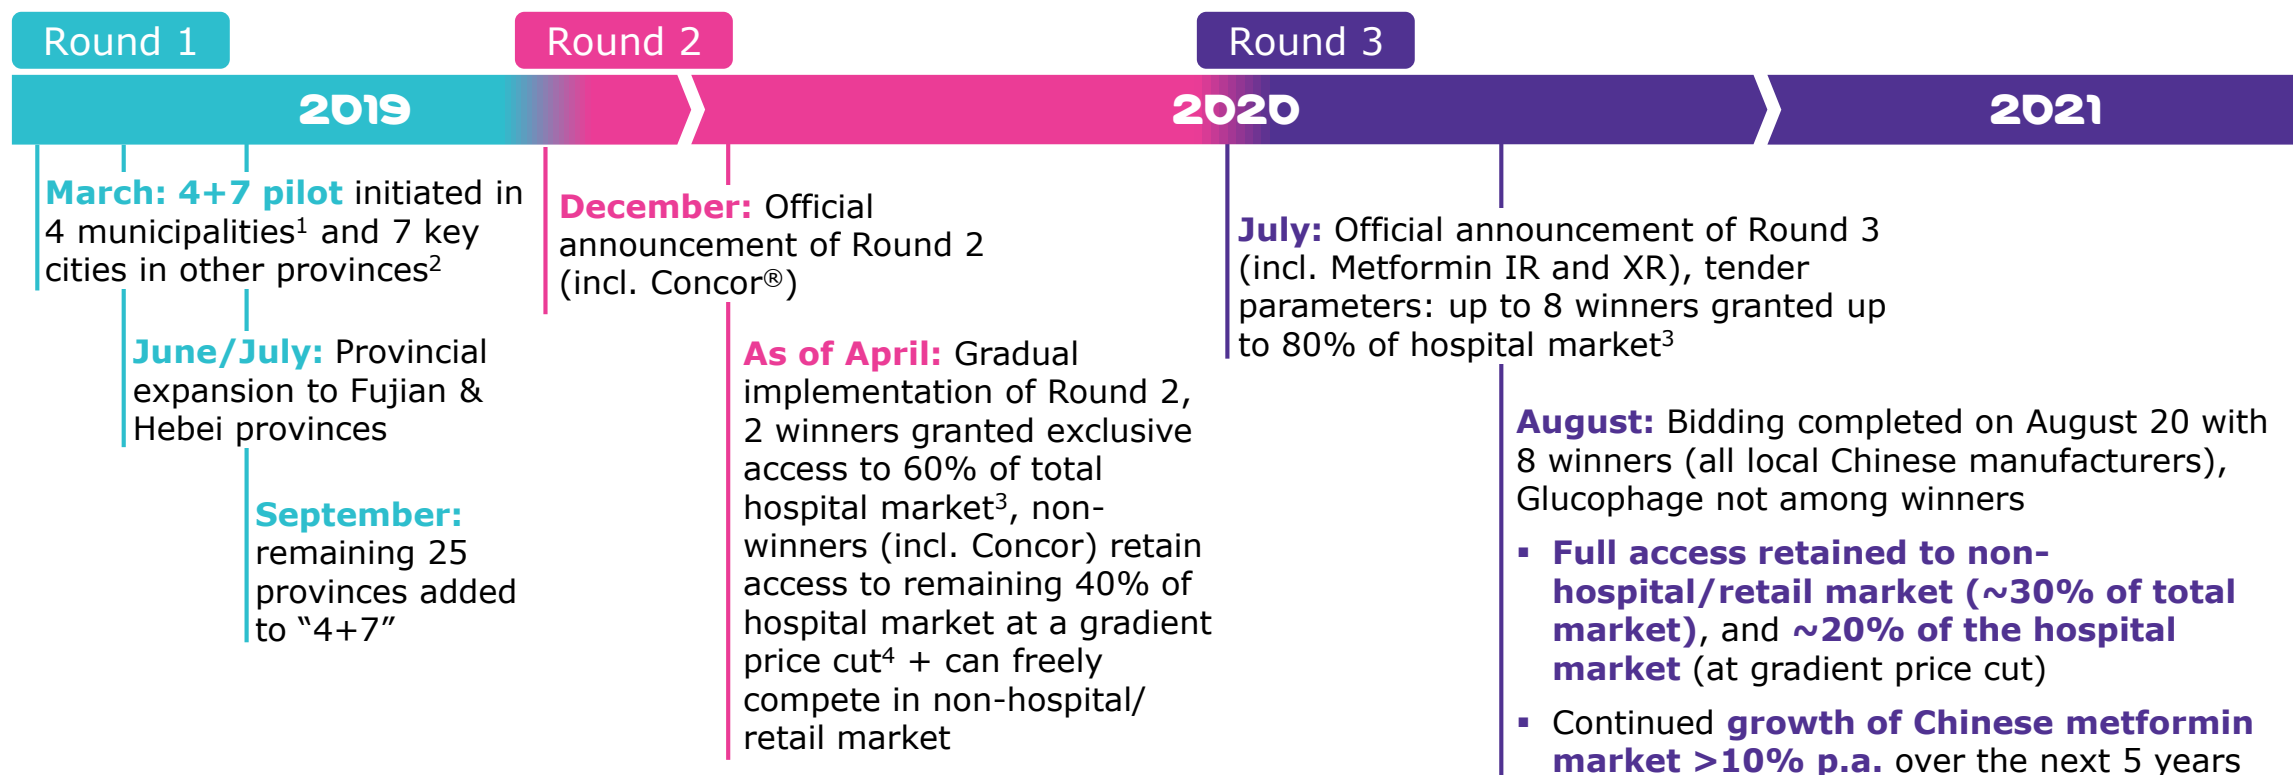 Round 1
Round 2
Round 3
2019
2020
2021
March: 4+7 pilot initiated in
4 municipalities¹ and 7 key
cities in other provinces²
June/July: Provincial
expansion to Fujian &
Hebei provinces
September:
remaining 25
provinces added
to “4+7”
December: Official
announcement of Round 2
(incl. Concor®)
As of April: Gradual
implementation of Round 2,
2 winners granted exclusive
access to 60% of total
hospital market³, non-
winners (incl. Concor) retain
access to remaining 40% of
hospital market at a gradient
price cut⁴ + can freely
compete in non-hospital/
retail market
July: Official announcement of Round 3
(incl. Metformin IR and XR), tender
parameters: up to 8 winners granted up
to 80% of hospital market³
August: Bidding completed on August 20 with
8 winners (all local Chinese manufacturers),
Glucophage not among winners
▪ Full access retained to non-
hospital/retail market (~30% of total
market), and ~20% of the hospital
market (at gradient price cut)
▪ Continued growth of Chinese metformin
market >10% p.a. over the next 5 years